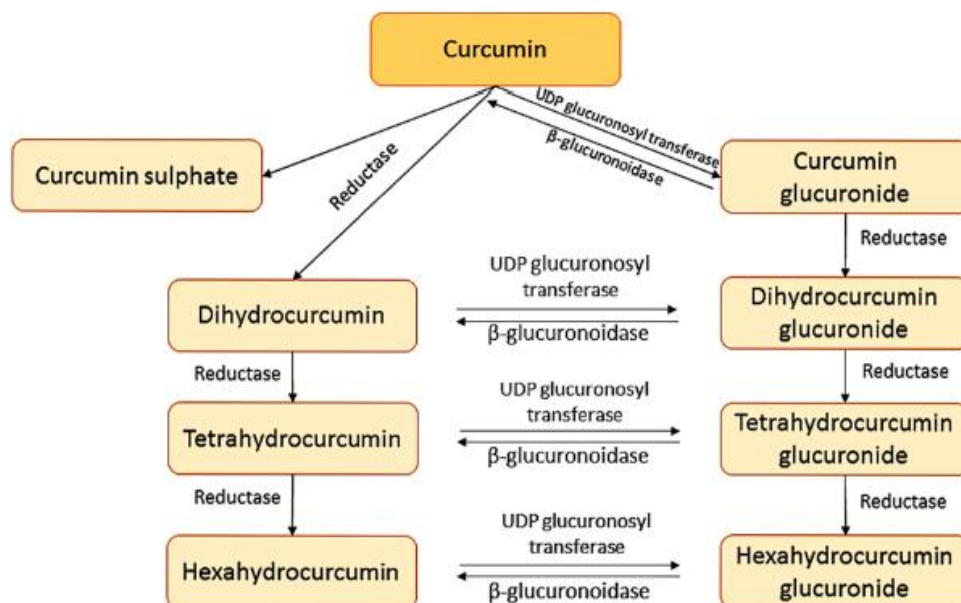 Curcumin
UDP glucuronosyl transferase
β-glucuronoidase
Reductase
Curcumin sulphate
Curcumin
glucuronide
Reductase
UDP glucuronosyl
transferase
β-glucuronoidase
Dihydrocurcumin
Dihydrocurcumin
glucuronide
Reductase
Reductase
UDP glucuronosyl
transferase
β-glucuronoidase
Tetrahydrocurcumin
Tetrahydrocurcumin
glucuronide
Reductase
Reductase
UDP glucuronosyl
transferase
β-glucuronoidase
Hexahydrocurcumin
Hexahydrocurcumin
glucuronide